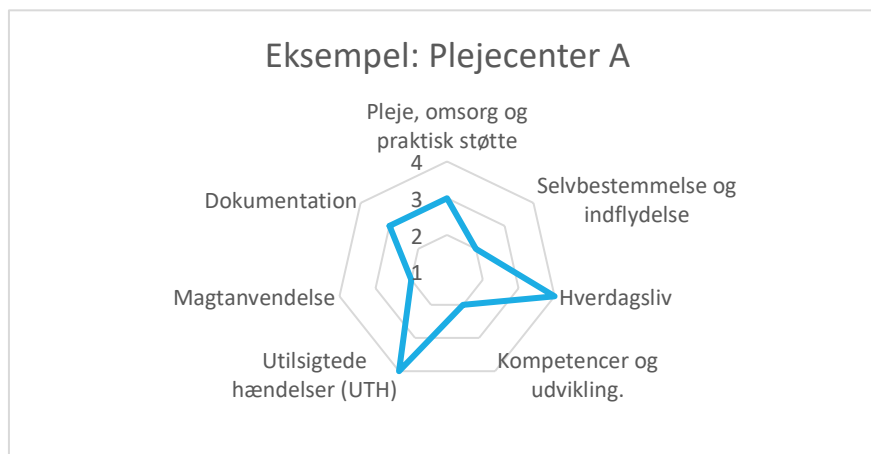 Eksempel: Plejecenter A
Pleje, omsorg og
praktisk støtte
4
3
2
1
Selvbestemmelse og
indflydelse
Hverdagsliv
Kompetencer og
udvikling.
Utilsigtede
hændelser (UTH)
Magtanvendelse
Dokumentation